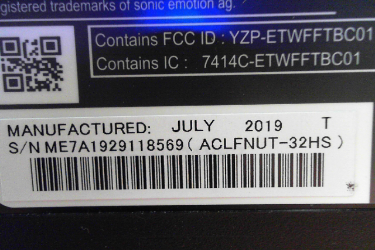 registered trademarks of sonic emotion ag.
Contains FCC ID : YZP-ETWFFTBC01
Contains IC : 7414C-ETWFFTBC01
MANUFACTURED: JULY 2019 T
S/N ME7A1929118569 ( ACLFNUT-32HS )
*